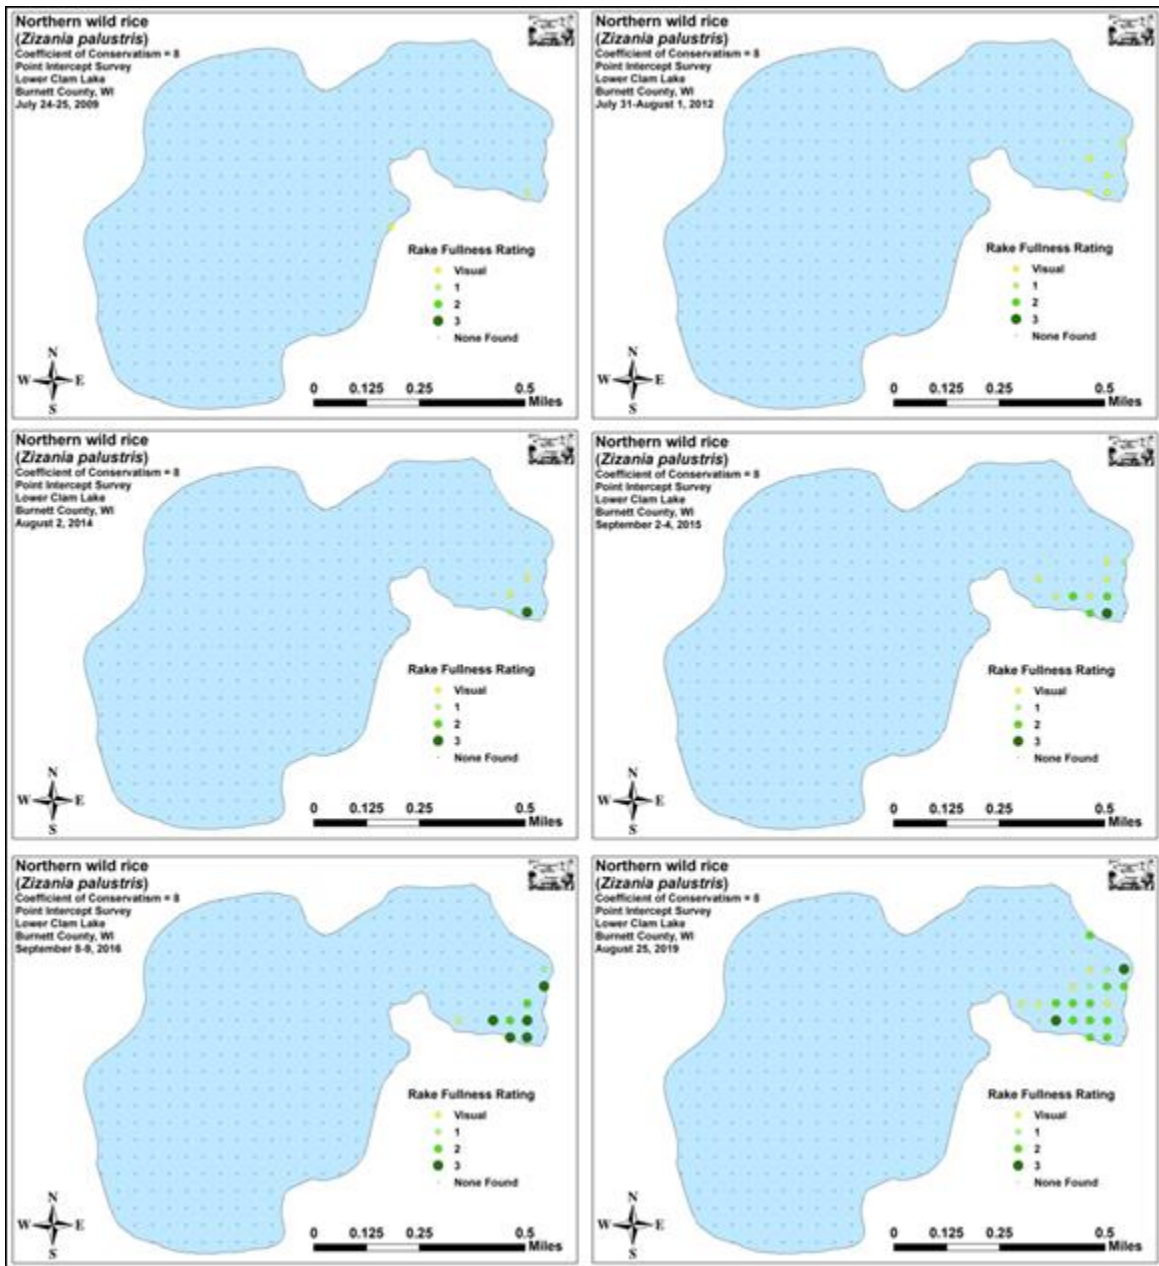 Northern wild rice
(Zizania palustris)
Coefficient of Conservatism = 8
Point Intercept Survey
Lower Clam Lake
Burnett County, WI
July 24-25, 2009
Rake Fullness Rating
Visual
1
2
3
None Found
N
W E
S
0 0.125 0.25 0.5
Miles
Northern wild rice
(Zizania palustris)
Coefficient of Conservatism = 8
Point Intercept Survey
Lower Clam Lake
Burnett County, WI
July 31-August 1, 2012
Rake Fullness Rating
Visual
1
2
3
None Found
N
W E
S
0 0.125 0.25 0.5
Miles
Northern wild rice
(Zizania palustris)
Coefficient of Conservatism = 8
Point Intercept Survey
Lower Clam Lake
Burnett County, WI
August 2, 2014
Rake Fullness Rating
Visual
1
2
3
None Found
N
W E
S
0 0.125 0.25 0.5
Miles
Northern wild rice
(Zizania palustris)
Coefficient of Conservatism = 8
Point Intercept Survey
Lower Clam Lake
Burnett County, WI
September 2-4, 2015
Rake Fullness Rating
Visual
1
2
3
None Found
N
W E
S
0 0.125 0.25 0.5
Miles
Northern wild rice
(Zizania palustris)
Coefficient of Conservatism = 8
Point Intercept Survey
Lower Clam Lake
Burnett County, WI
September 8-9, 2016
Rake Fullness Rating
Visual
1
2
3
None Found
N
W E
S
0 0.125 0.25 0.5
Miles
Northern wild rice
(Zizania palustris)
Coefficient of Conservatism = 8
Point Intercept Survey
Lower Clam Lake
Burnett County, WI
August 25, 2019
Rake Fullness Rating
Visual
1
2
3
None Found
N
W E
S
0 0.125 0.25 0.5
Miles